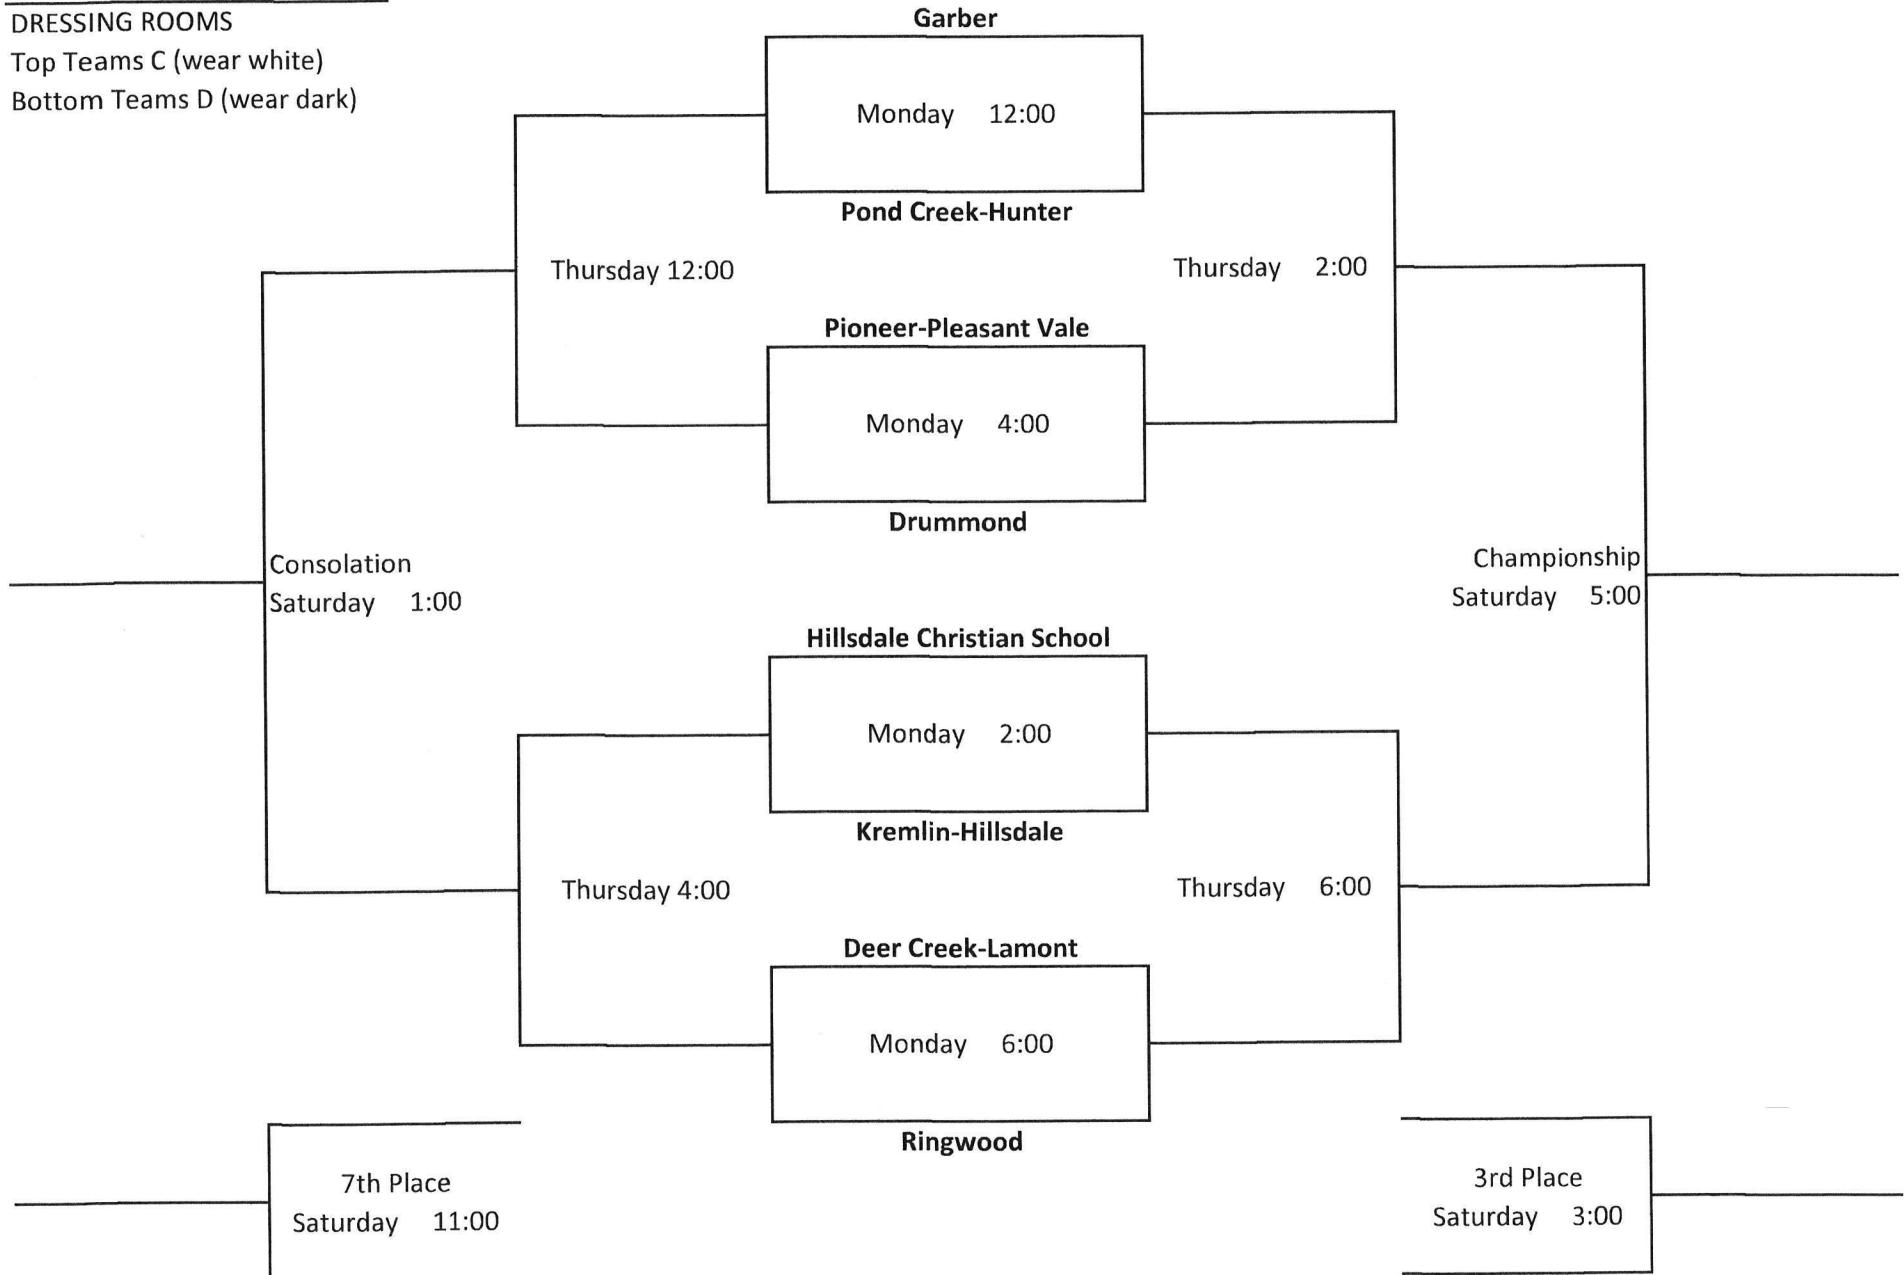 DRESSING ROOMS
Top Teams C (wear white)
Bottom Teams D (wear dark)
Garber
Monday 12:00
Pond Creek-Hunter
Thursday 12:00
Thursday 2:00
Pioneer-Pleasant Vale
Monday 4:00
Drummond
Consolation
Saturday 1:00
Championship
Saturday 5:00
Hillsdale Christian School
Monday 2:00
Kremlin-Hillsdale
Thursday 4:00
Thursday 6:00
Deer Creek-Lamont
Monday 6:00
Ringwood
7th Place
Saturday 11:00
3rd Place
Saturday 3:00